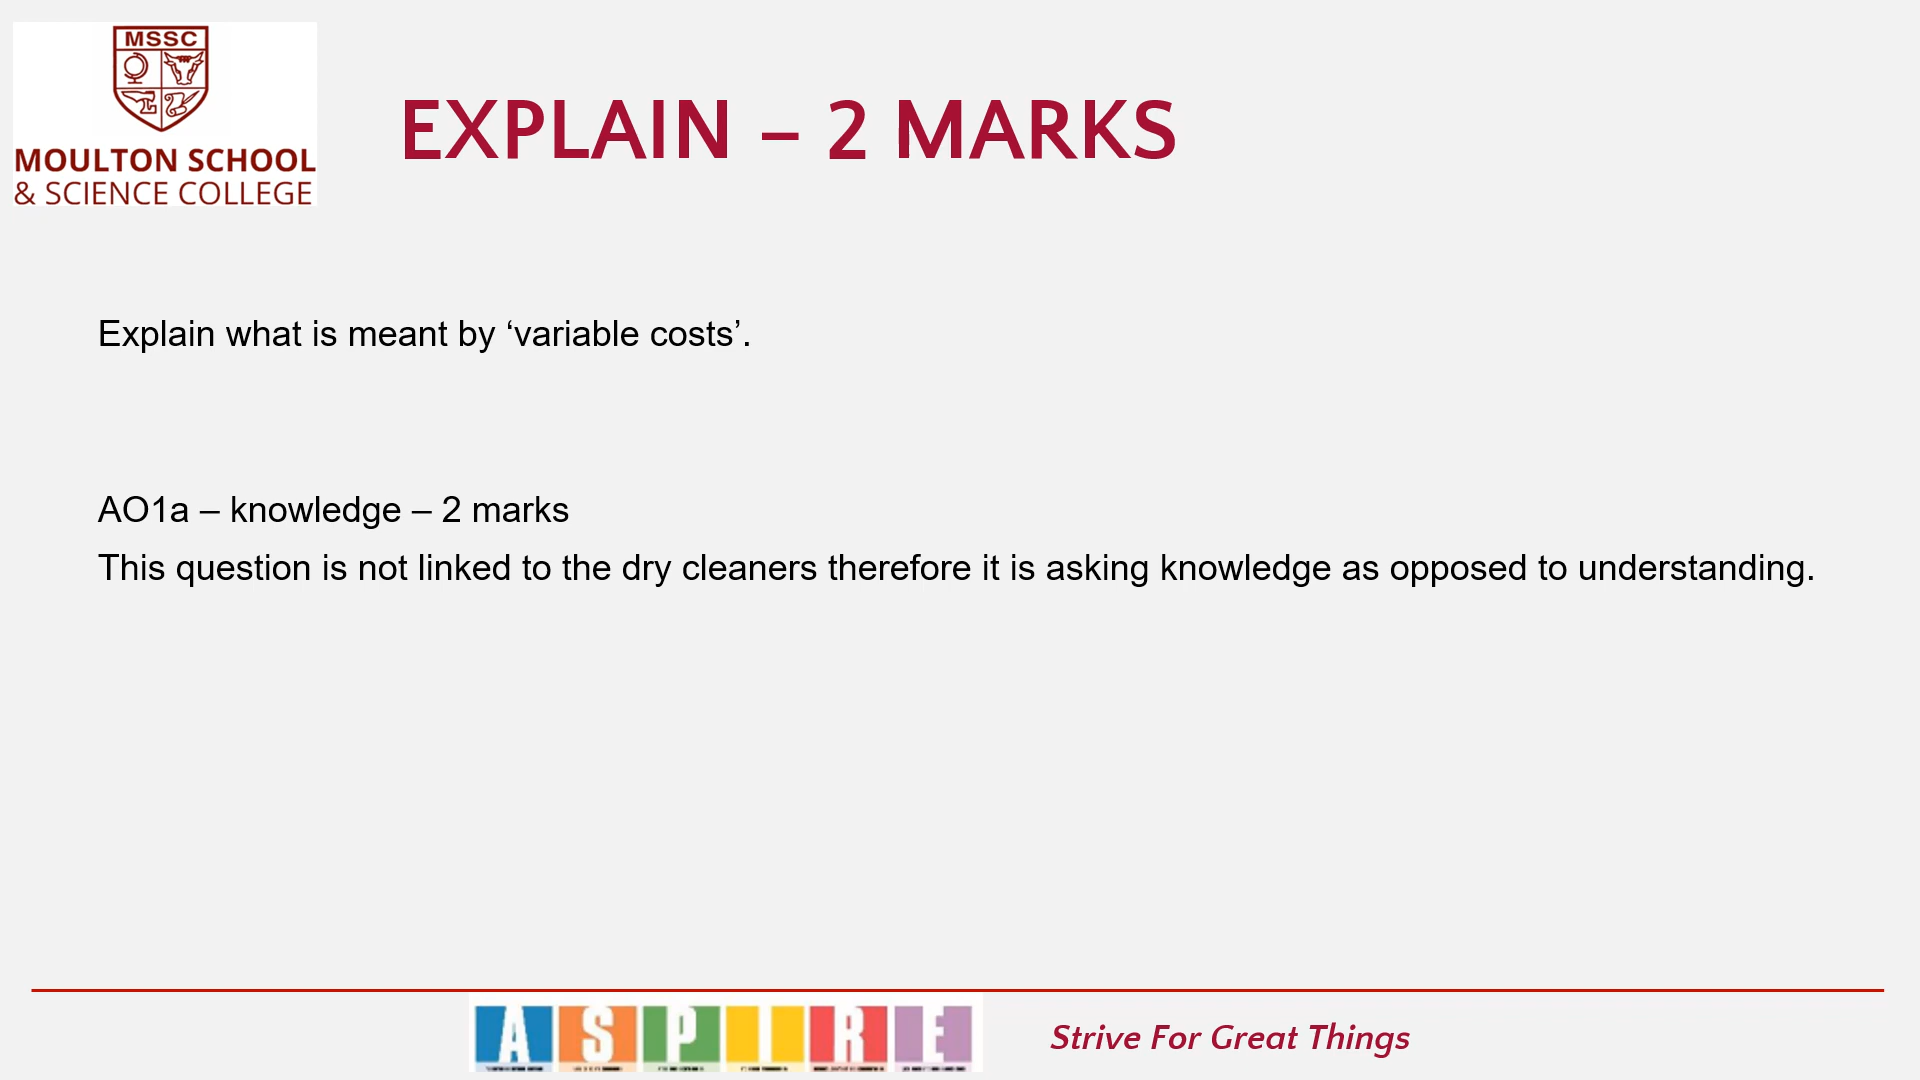 MSSC
MOULTON SCHOOL
& SCIENCE COLLEGE
EXPLAIN – 2 MARKS
Explain what is meant by ‘variable costs’.
AO1a – knowledge – 2 marks
This question is not linked to the dry cleaners therefore it is asking knowledge as opposed to understanding.
A S P I R E
Strive For Great Things